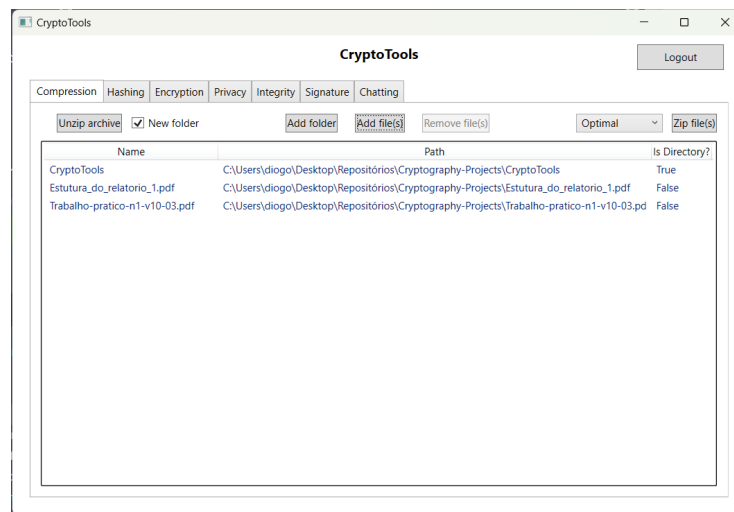 CryptoTools
CryptoTools
Logout
Compression Hashing Encryption Privacy Integrity Signature Chatting
Unzip archive New folder Add folder Add file(s) Remove file(s) Optimal Zip file(s)
Name Path Is Directory?
CryptoTools C:\Users\diogo\Desktop\Repositórios\Cryptography-Projects\CryptoTools True
Estutura_do_relatorio_1.pdf C:\Users\diogo\Desktop\Repositórios\Cryptography-Projects\Estutura_do_relatorio_1.pdf False
Trabalho-pratico-n1-v10-03.pdf C:\Users\diogo\Desktop\Repositórios\Cryptography-Projects\Trabalho-pratico-n1-v10-03.pd False